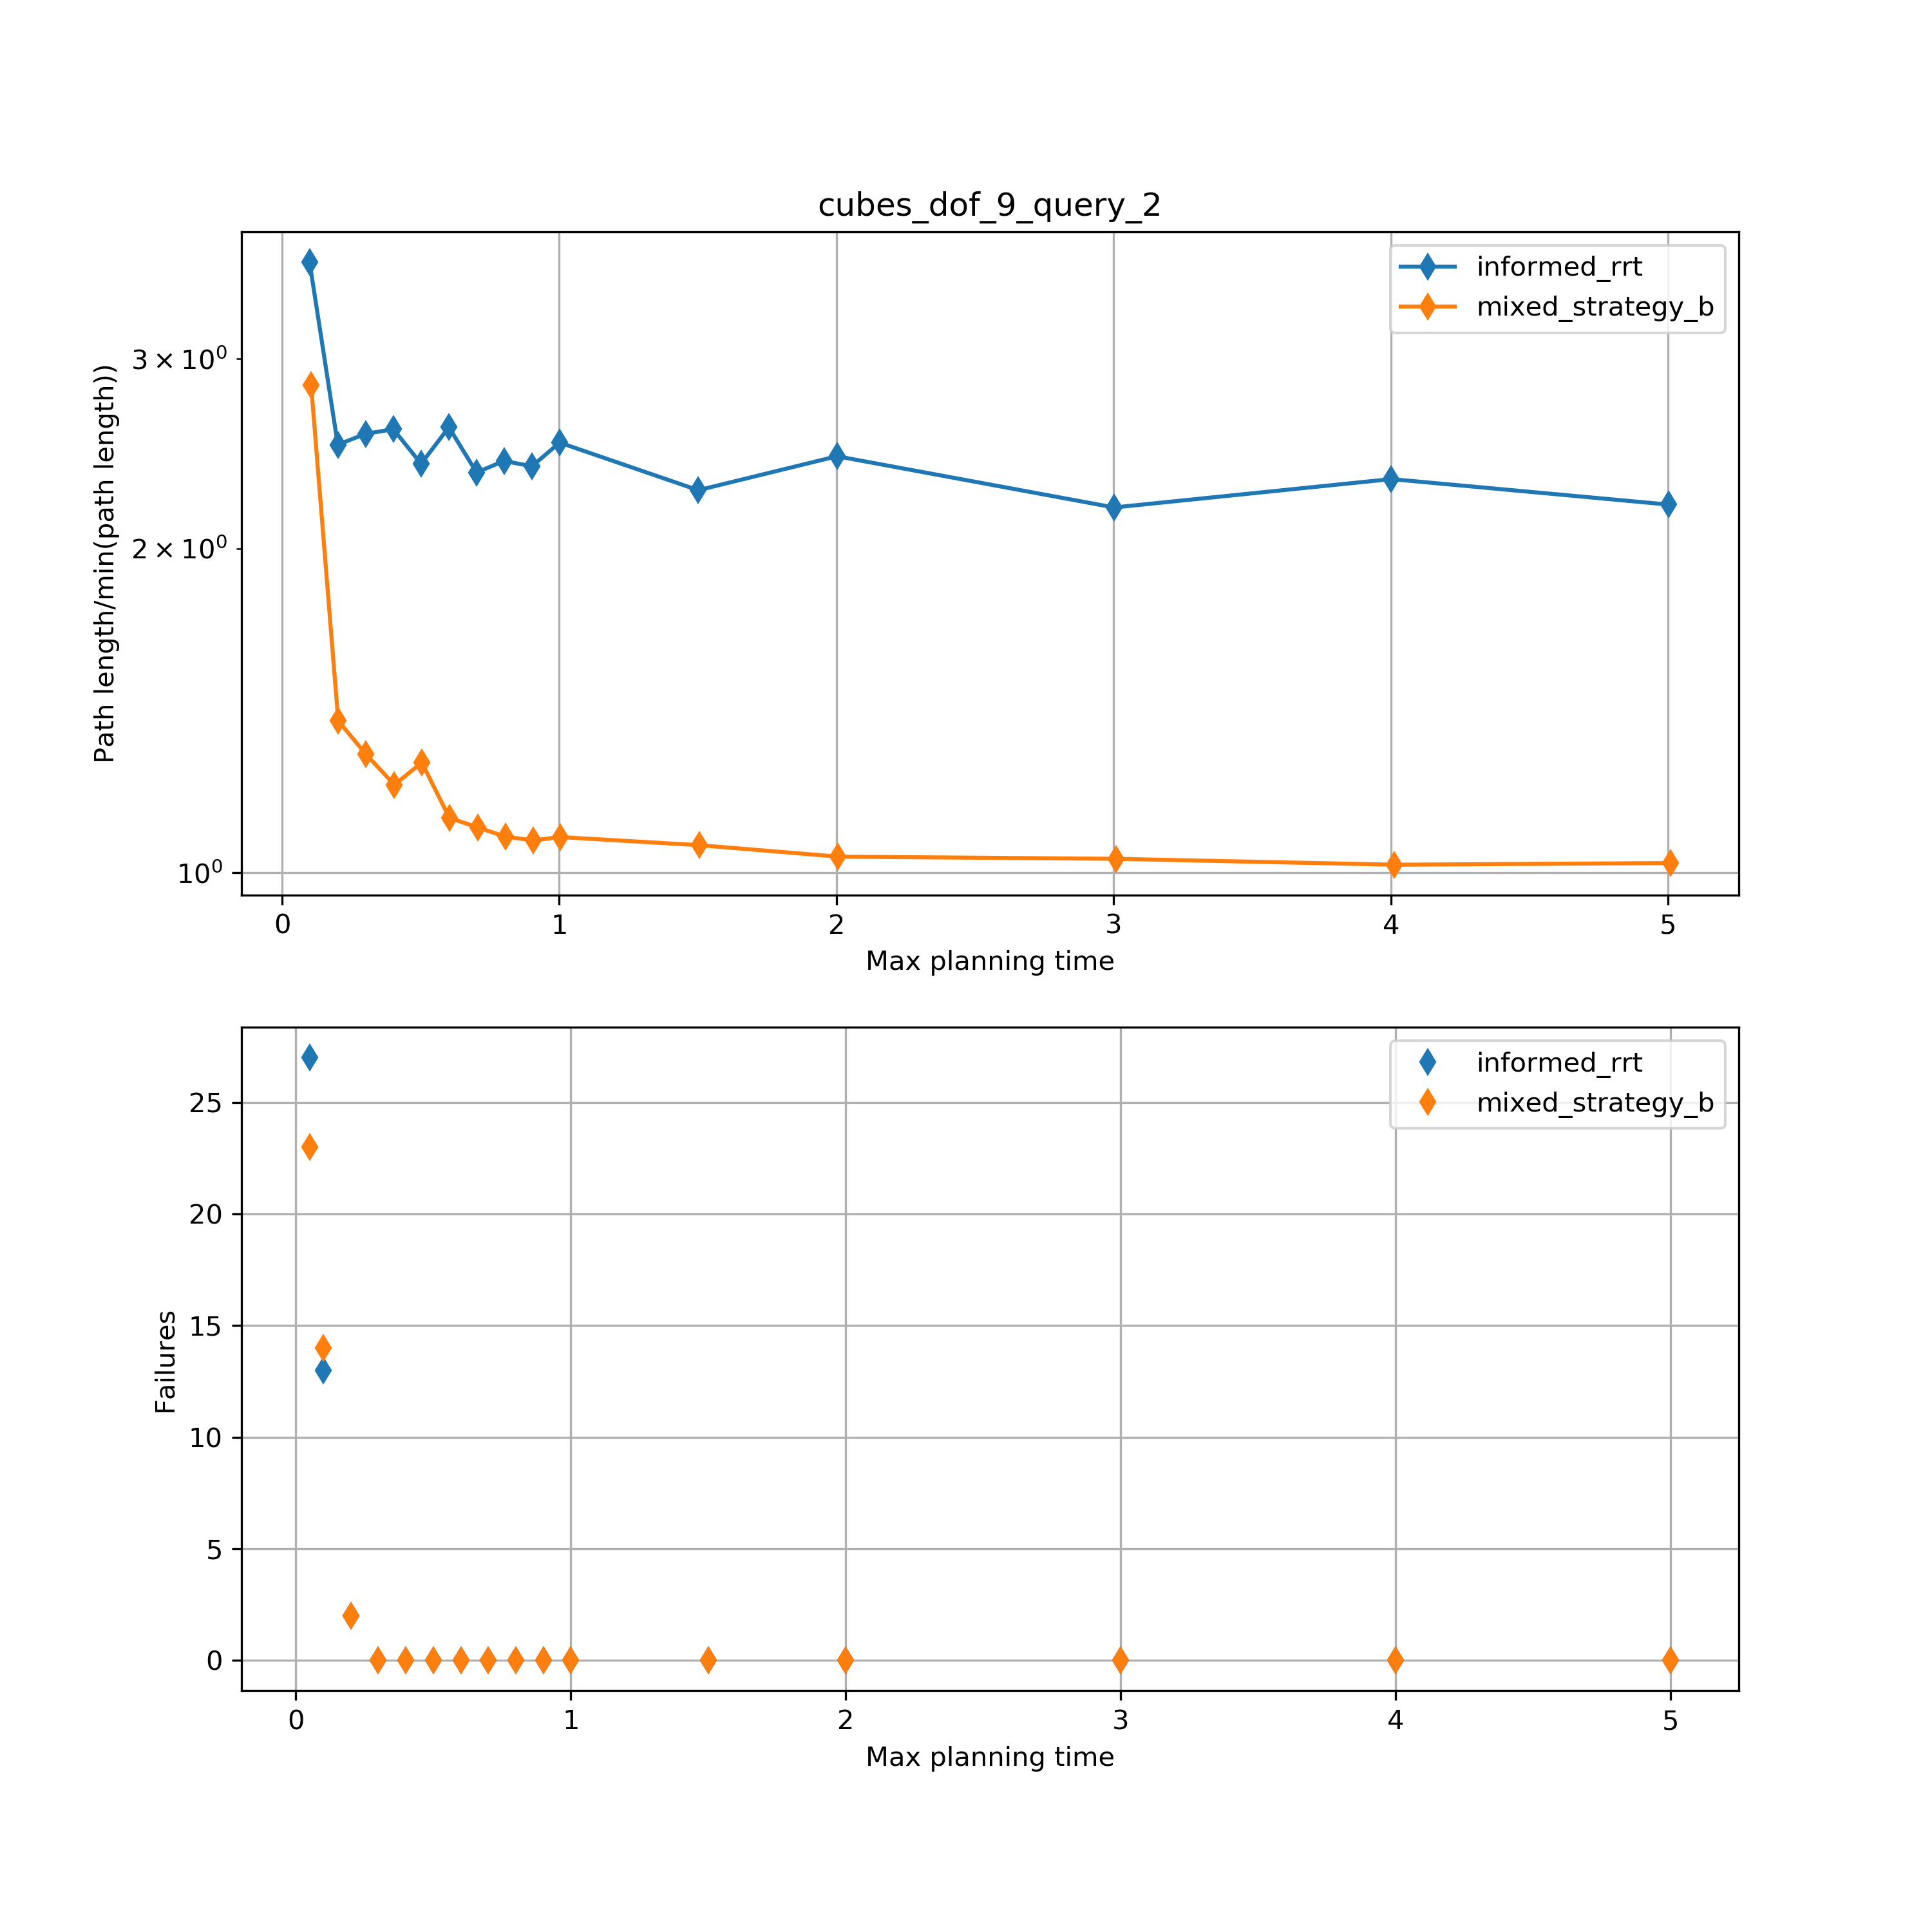 cubes_dof_9_query_2
informed_rrt
mixed_strategy_b
3 × 10⁰
2 × 10⁰
10⁰
Path length/min(path length))
0 1 2 3 4 5
Max planning time
informed_rrt
mixed_strategy_b
25
20
15
10
5
0
Failures
0 1 2 3 4 5
Max planning time